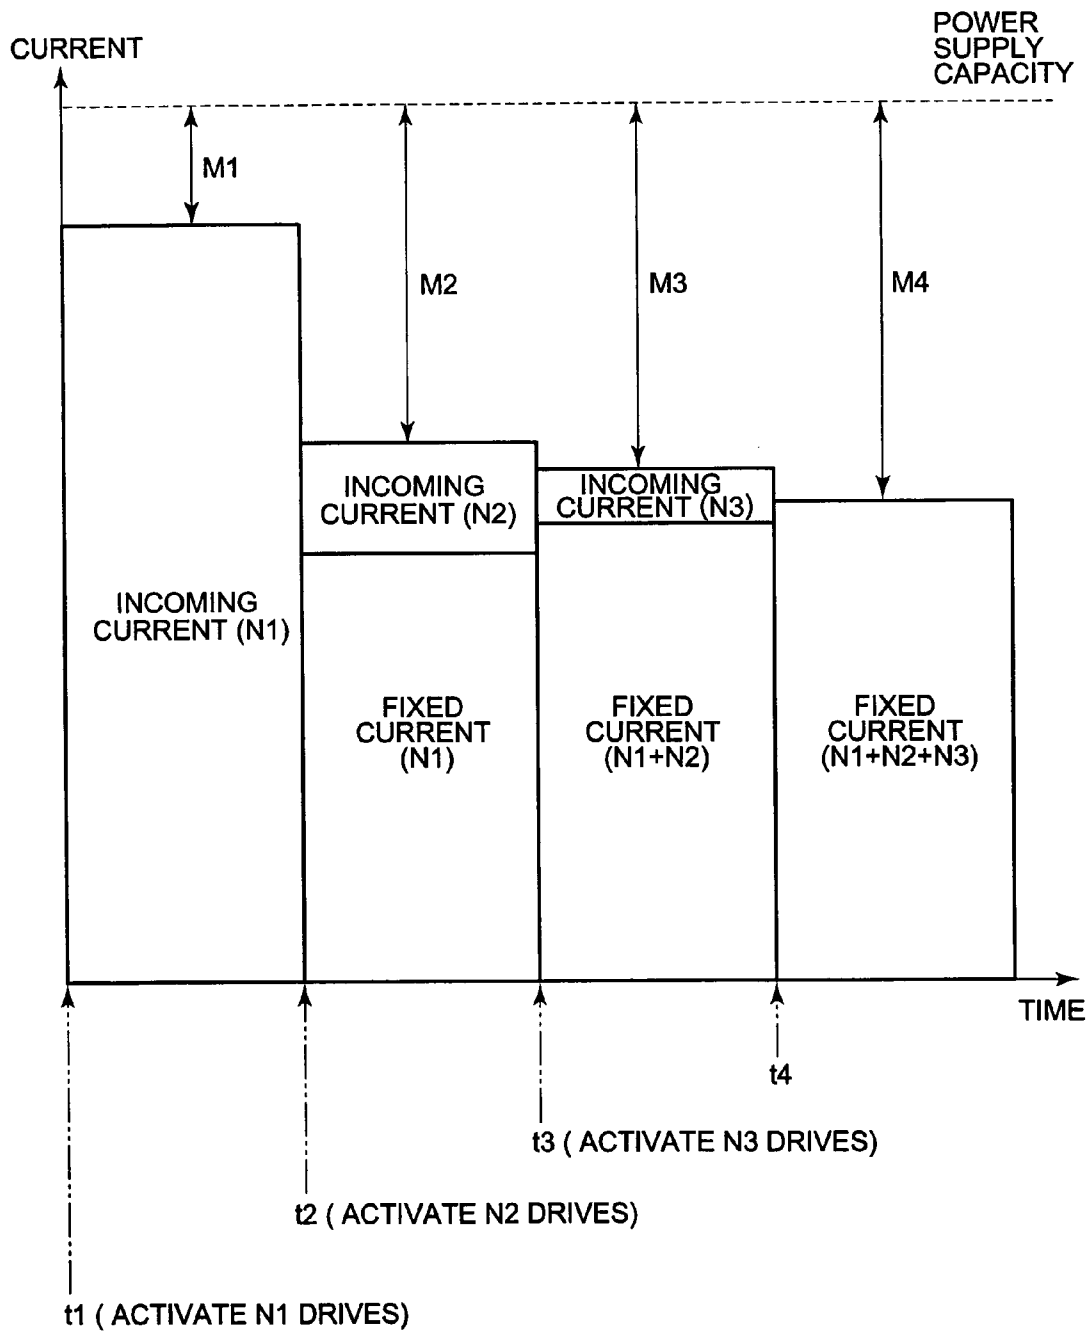 POWER
SUPPLY
CAPACITY
CURRENT
M1
M2
M3
M4
INCOMING
CURRENT (N2)
INCOMING
CURRENT (N3)
INCOMING
CURRENT (N1)
FIXED
CURRENT
(N1)
FIXED
CURRENT
(N1+N2)
FIXED
CURRENT
(N1+N2+N3)
TIME
t4
t3 ( ACTIVATE N3 DRIVES)
t2 ( ACTIVATE N2 DRIVES)
t1 ( ACTIVATE N1 DRIVES)